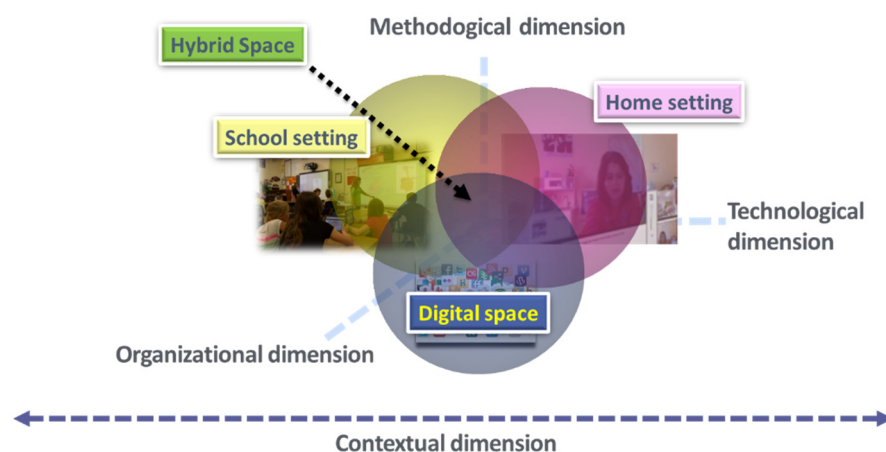 Methodogical dimension
Hybrid Space
Home setting
School setting
Technological
dimension
Digital space
Organizational dimension
Contextual dimension